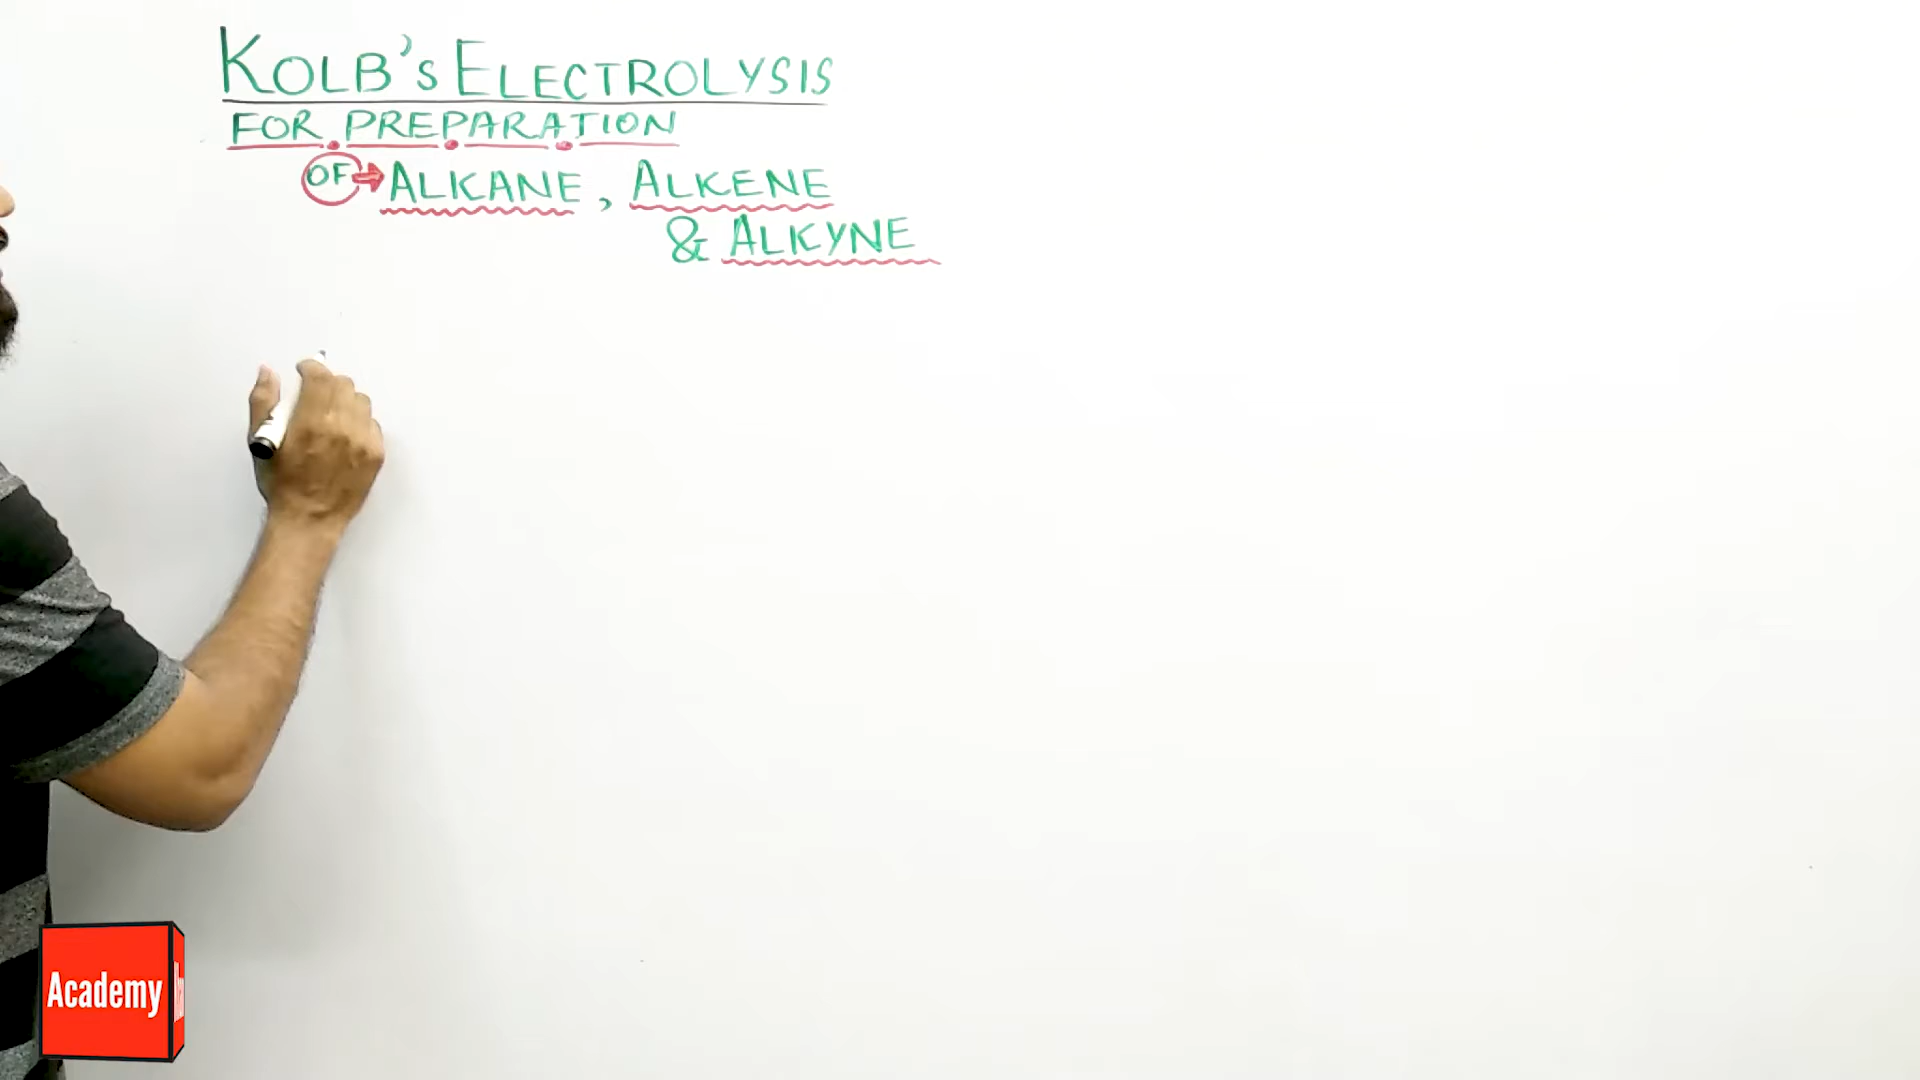 KOLB'S ELECTROLYSIS
FOR PREPARATION
OF ALKANE, ALKENE
& ALKYNE
Academy